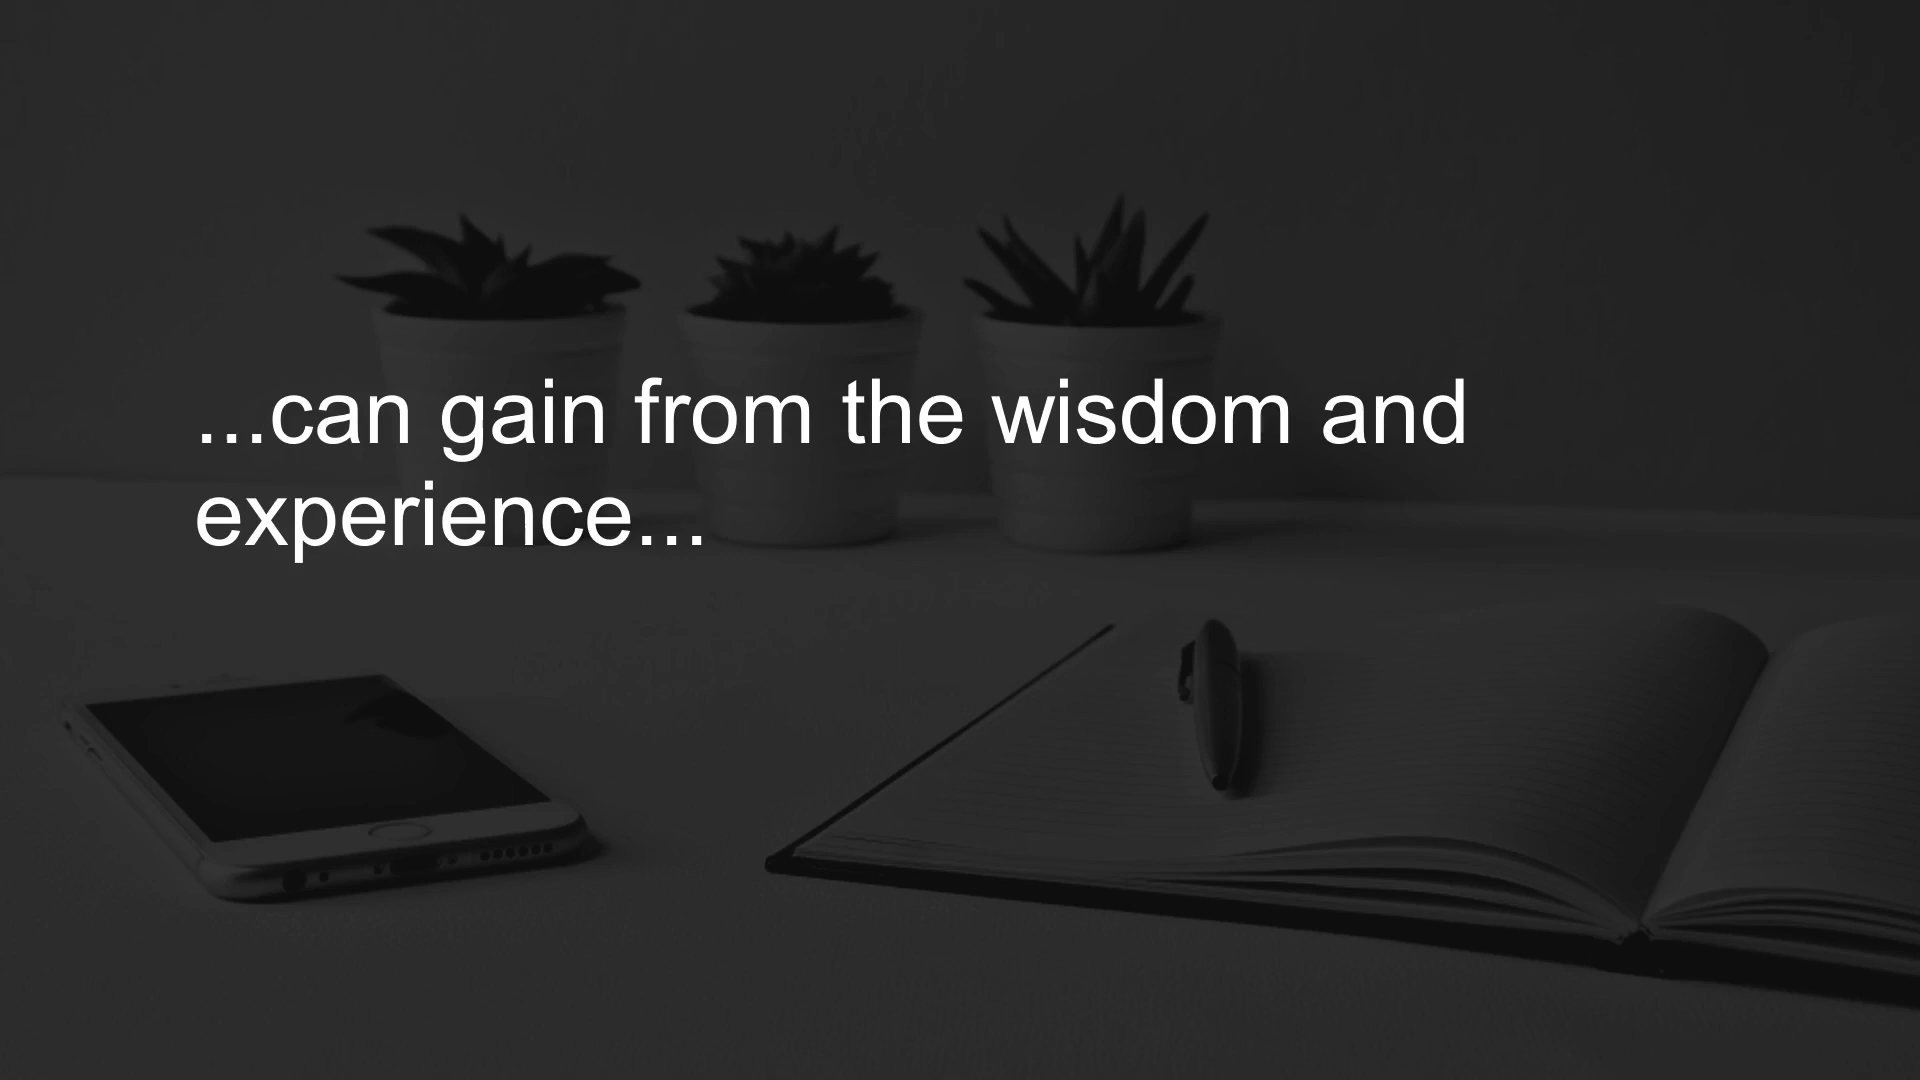 ...can gain from the wisdom and
experience...